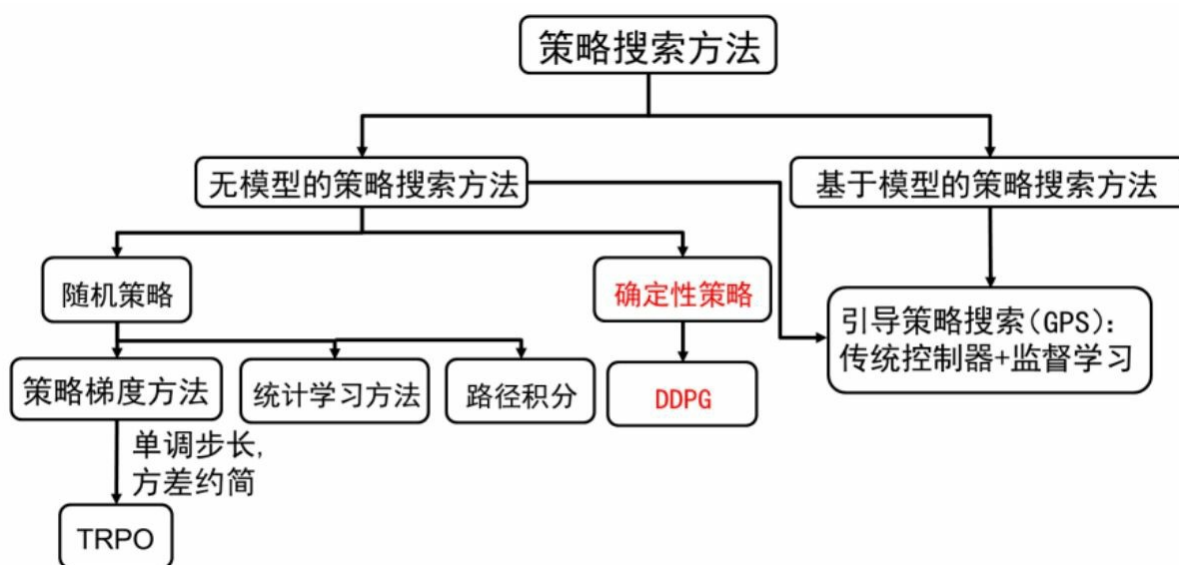 策略搜索方法
无模型的策略搜索方法
基于模型的策略搜索方法
随机策略
确定性策略
引导策略搜索(GPS):
传统控制器+监督学习
策略梯度方法
统计学习方法
路径积分
DDPG
单调步长,
方差约简
TRPO